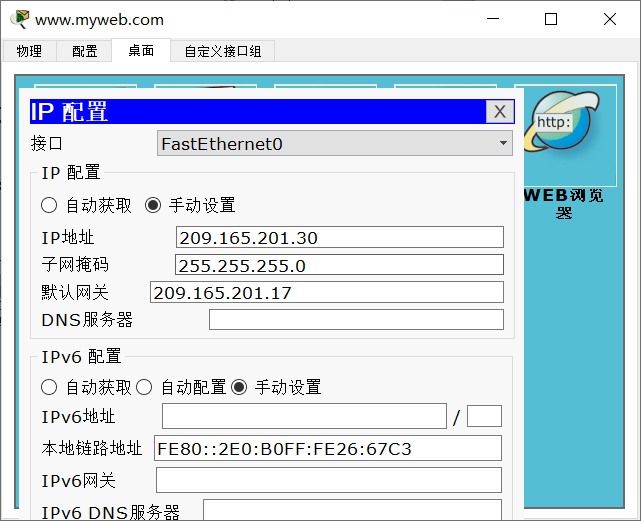 www.myweb.com
物理 配置 桌面 自定义接口组
IP 配置 X
http:
WEB浏览器
接口 FastEthernet0
IP 配置
自动获取 手动设置
IP地址 209.165.201.30
子网掩码 255.255.255.0
默认网关 209.165.201.17
DNS服务器
IPv6 配置
自动获取 自动配置 手动设置
IPv6地址 /
本地链路地址 FE80::2E0:B0FF:FE26:67C3
IPv6网关
IPv6 DNS服务器